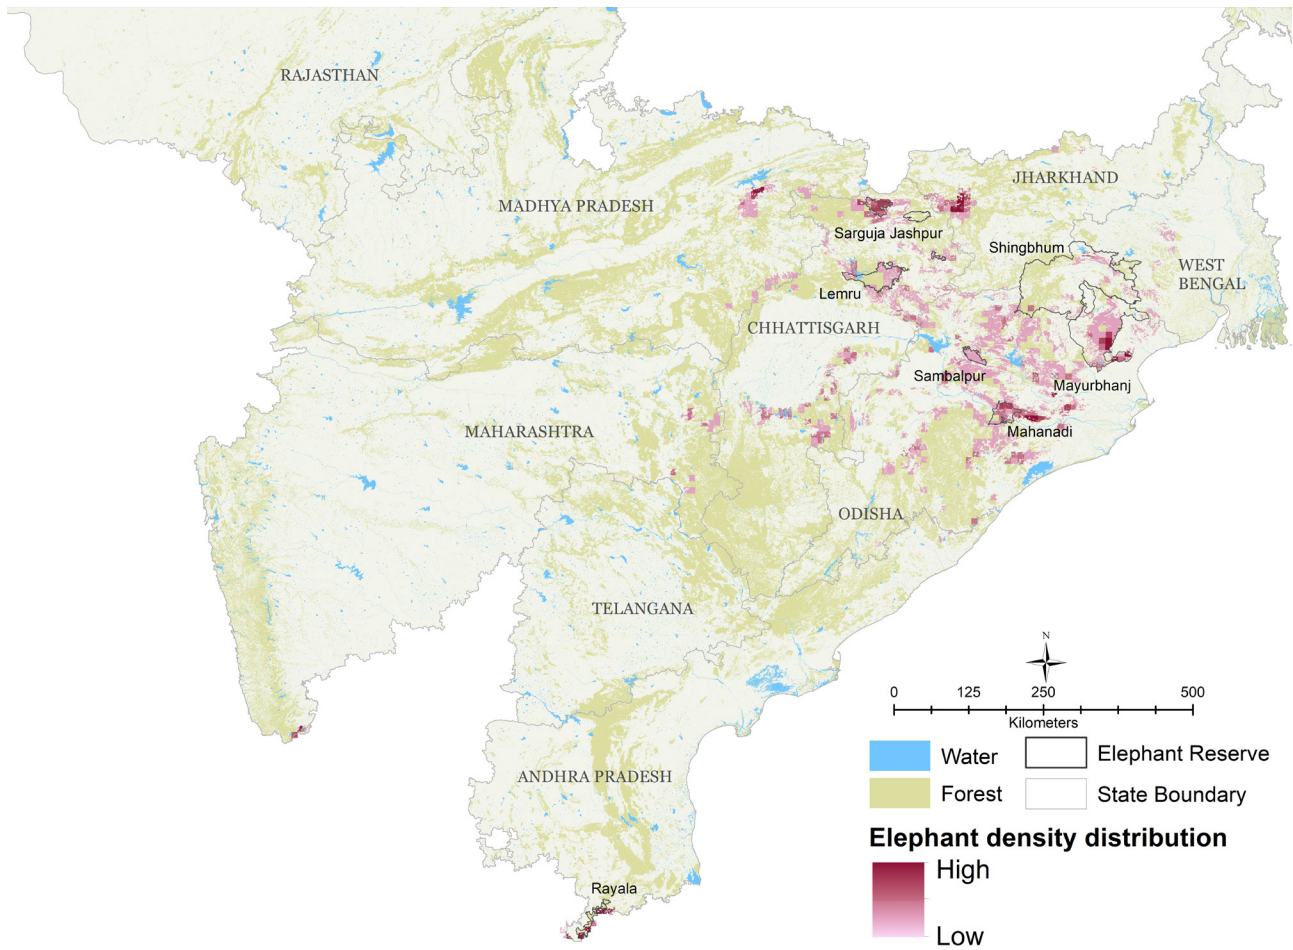 RAJASTHAN
JHARKHAND
MADHYA PRADESH
Sarguja Jashpur
Shingbhum
WEST
BENGAL
Lemru
CHHATTISGARH
Sambalpur
Mayurbhanj
MAHARASHTRA
Mahanadi
ODISHA
TELANGANA
N
0 125 250 500
Kilometers
Water
Elephant Reserve
Forest
State Boundary
ANDHRA PRADESH
Elephant density distribution
High
Low
Rayala